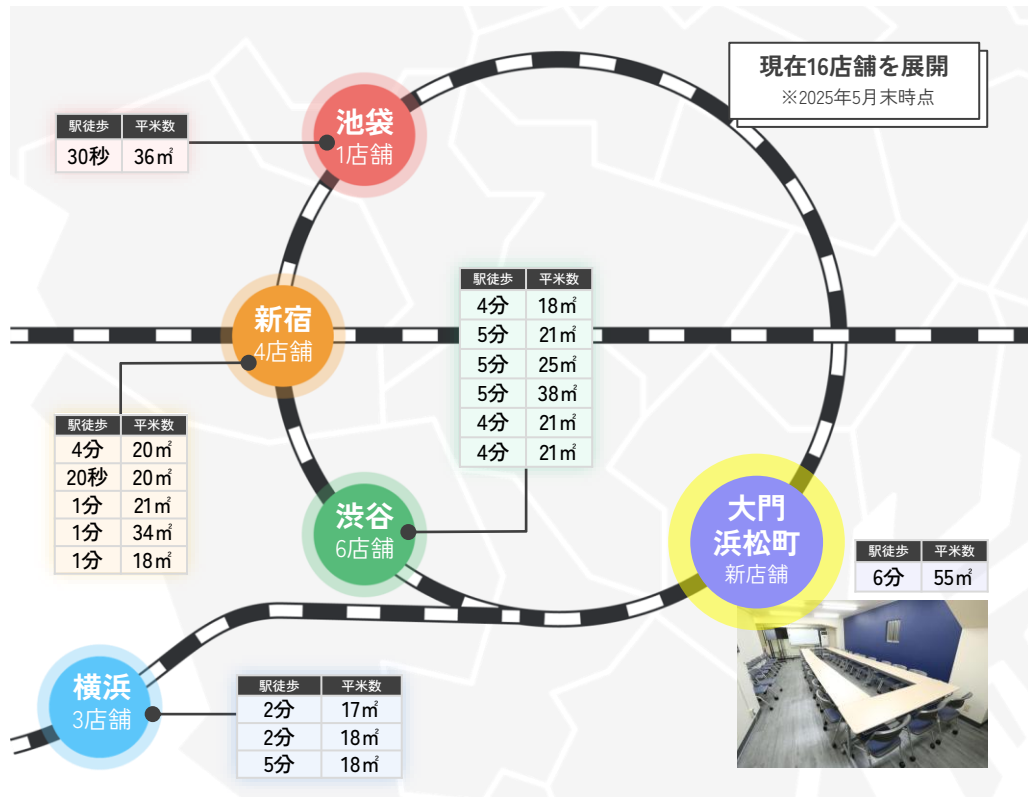 現在16店舗を展開
※2025年5月末時点
池袋
1店舗
駅徒歩 平米数
30秒 36㎡
新宿
4店舗
駅徒歩 平米数
4分 20㎡
20秒 20㎡
1分 21㎡
1分 34㎡
1分 18㎡
駅徒歩 平米数
4分 18㎡
5分 21㎡
5分 25㎡
5分 38㎡
4分 21㎡
4分 21㎡
渋谷
6店舗
大門
浜松町
新店舗
駅徒歩 平米数
6分 55㎡
横浜
3店舗
駅徒歩 平米数
2分 17㎡
2分 18㎡
5分 18㎡